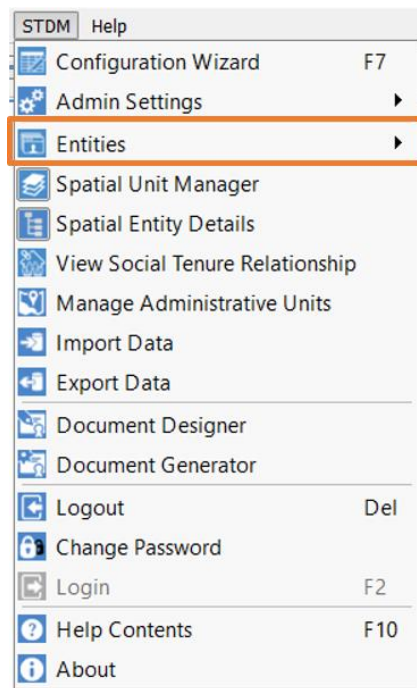 STDM Help
Configuration Wizard F7
Admin Settings
Entities
Spatial Unit Manager
Spatial Entity Details
View Social Tenure Relationship
Manage Administrative Units
Import Data
Export Data
Document Designer
Document Generator
Logout Del
Change Password
Login F2
Help Contents F10
About